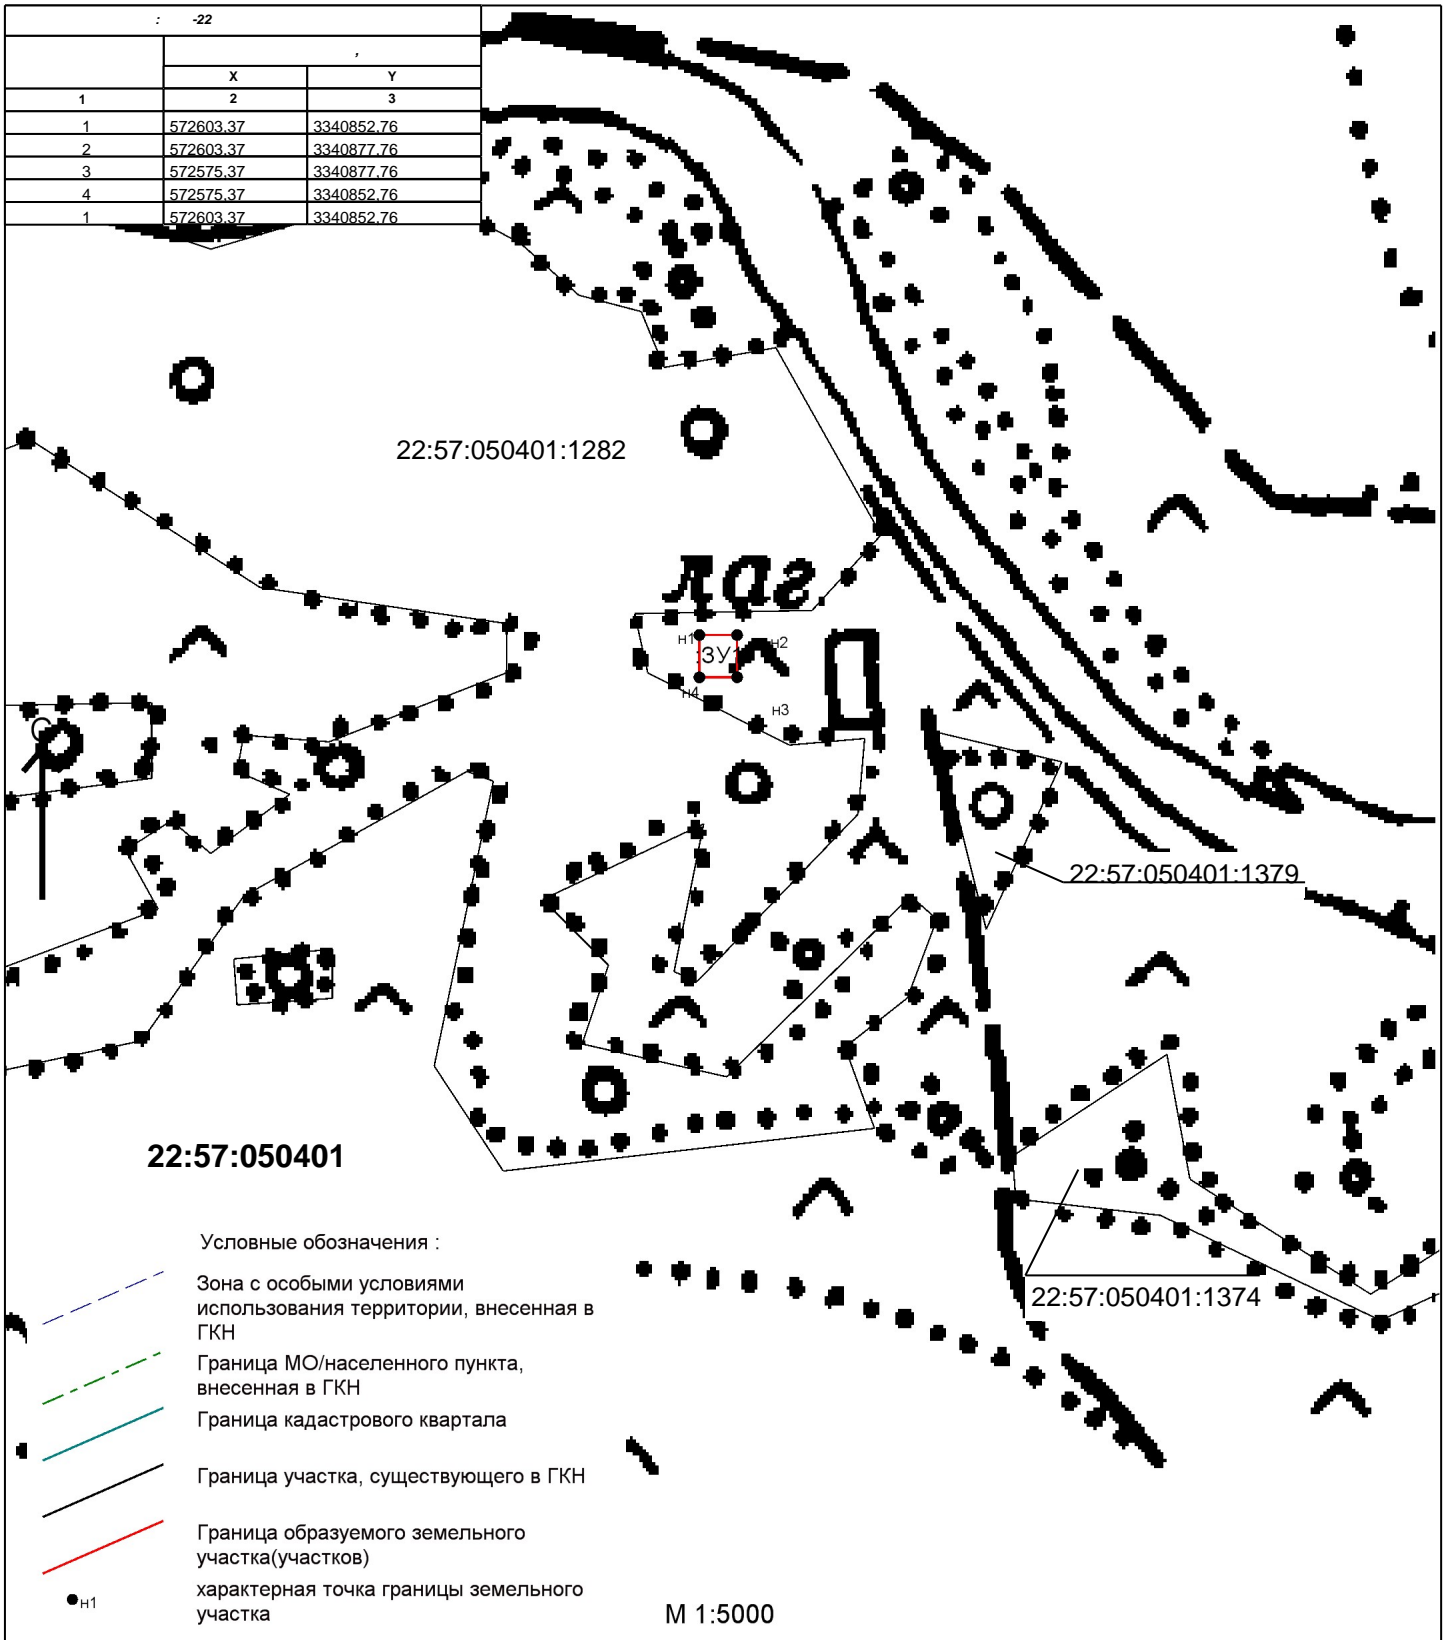 : -22
,
X Y
1 2 3
1 572603,37 3340852,76
2 572603,37 3340877,76
3 572575,37 3340877,76
4 572575,37 3340852,76
1 572603,37 3340852,76
22:57:050401:1282
лаг.
н1 н2
:ЗУ1
н4
н3
С
22:57:050401:1379
22:57:050401
22:57:050401:1374
Условные обозначения :
Зона с особыми условиями
использования территории, внесенная в
ГКН
Граница МО/населенного пункта,
внесенная в ГКН
Граница кадастрового квартала
Граница участка, существующего в ГКН
Граница образуемого земельного
участка(участков)
н1
характерная точка границы земельного
участка
М 1:5000